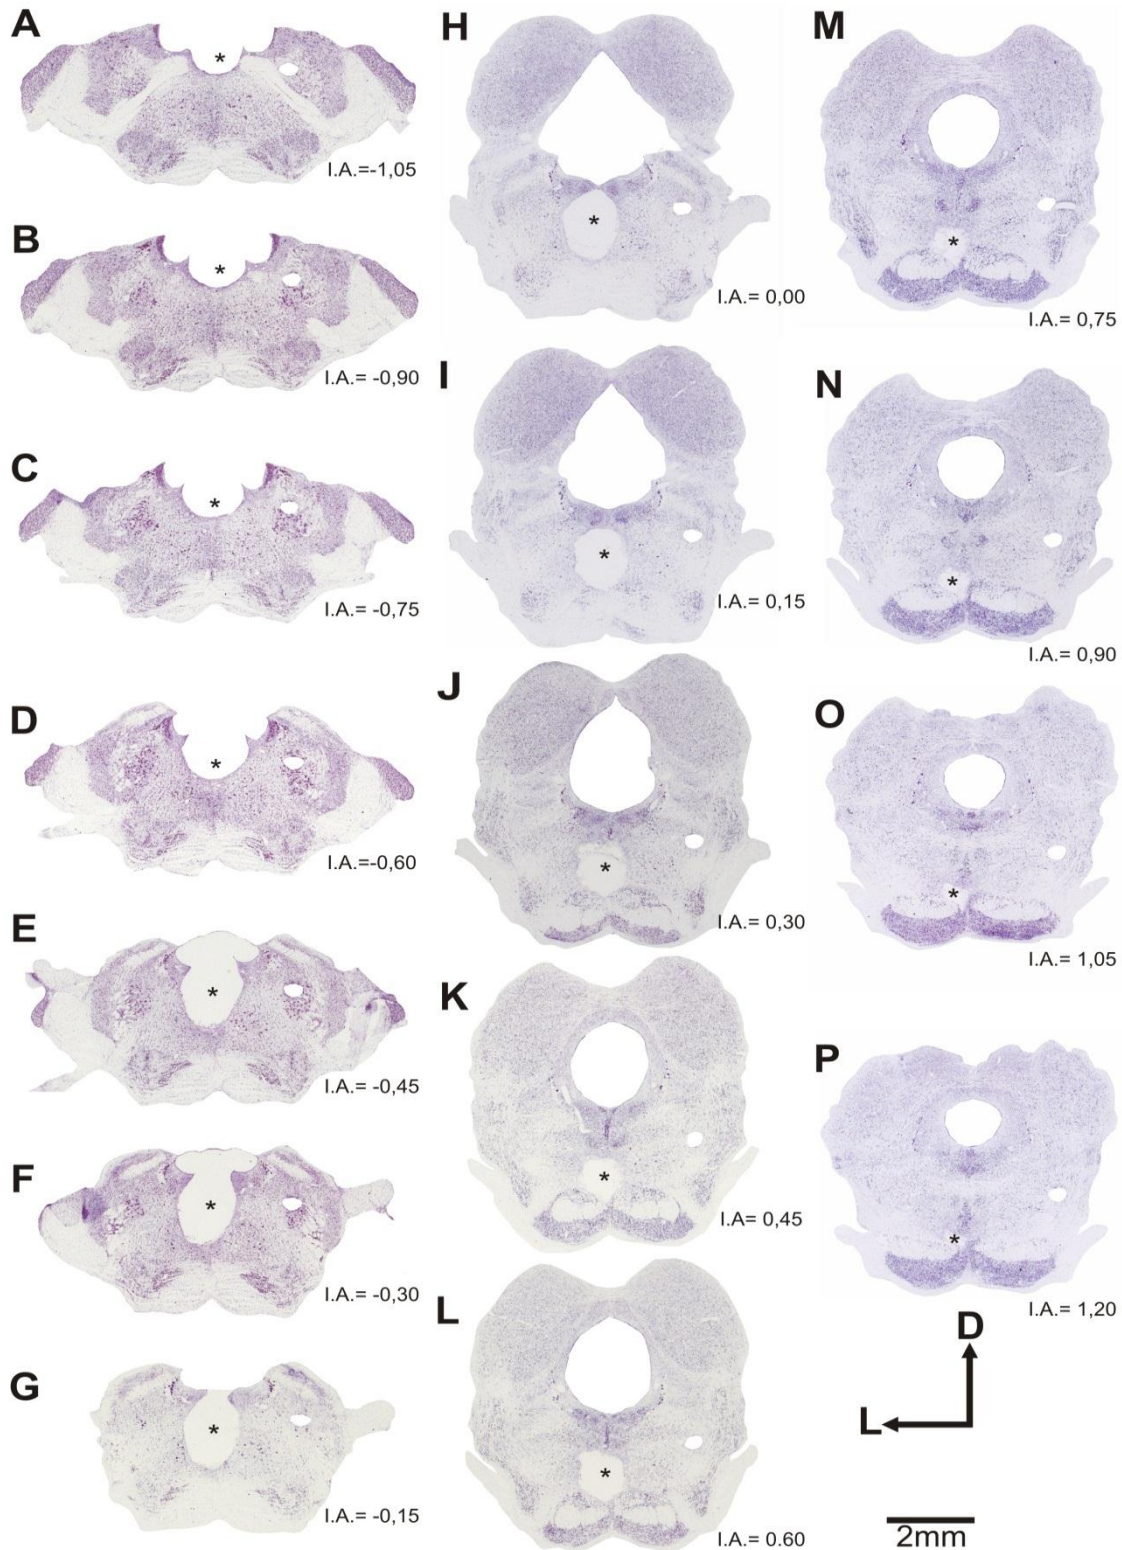 A
*
I.A.=-1,05
B
*
I.A.= -0,90
C
*
I.A.= -0,75
D
*
I.A.=-0,60
E
*
I.A.= -0,45
F
*
I.A.= -0,30
G
*
I.A.= -0,15
H
*
I.A.= 0,00
I
*
I.A.= 0,15
J
*
I.A.= 0,30
K
*
I.A= 0,45
L
*
I.A.= 0.60
M
*
I.A.= 0,75
N
*
I.A.= 0,90
O
*
I.A.= 1,05
P
*
I.A.= 1,20
D
L
2mm